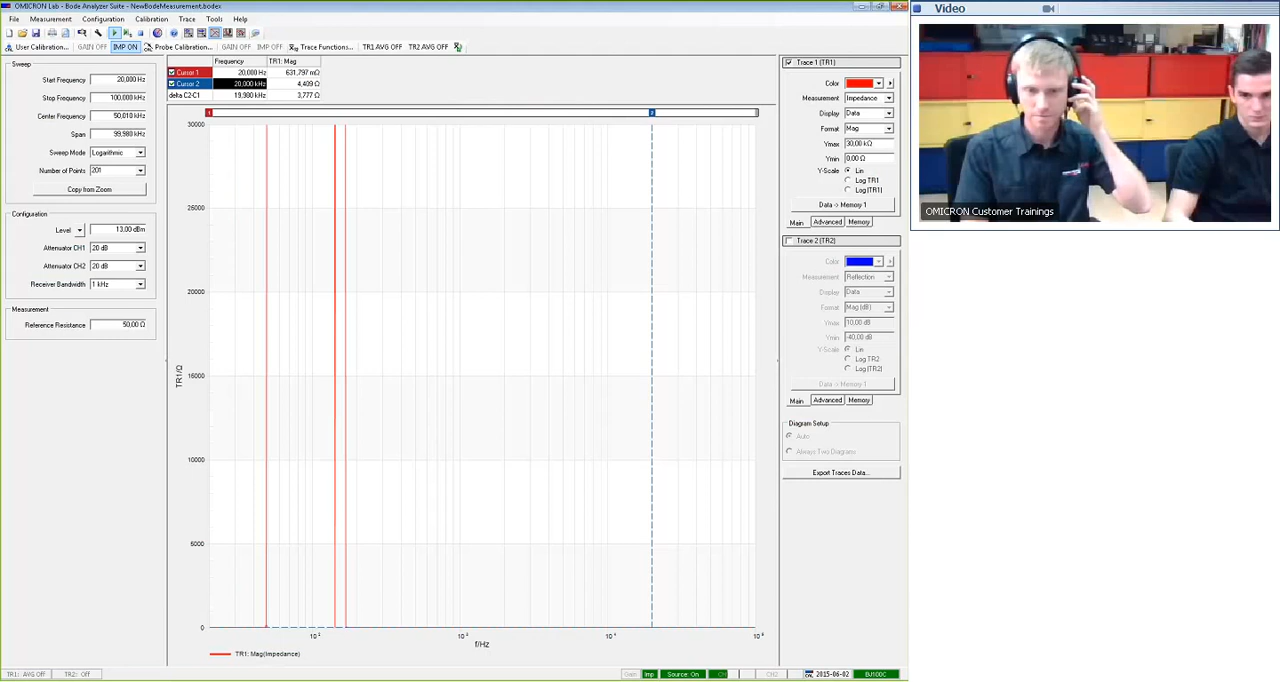 OMICRON Lab - Bode Analyzer Suite - NewBodeMeasurement.bodex
File Measurement Configuration Calibration Trace Tools Help
User Calibration... GAIN OFF IMP ON Probe Calibration... GAIN OFF IMP OFF Trace Functions... TR1:AVG OFF TR2:AVG OFF
Sweep
Start Frequency 20,000 Hz
Stop Frequency 100,000 kHz
Center Frequency 50,010 kHz
Span 99,980 kHz
Sweep Mode Logarithmic
Number of Points 201
Copy from Zoom
Configuration
Level 13,00 dBm
Attenuator CH1 20 dB
Attenuator CH2 20 dB
Receiver Bandwidth 1 kHz
Measurement
Reference Resistance 50,00 Ω
Frequency TR1: Mag
Cursor 1 20,000 Hz 631,797 mΩ
Cursor 2 20,000 kHz 4,409 Ω
delta C2-C1 19,980 kHz 3,777 Ω
1 2
30000
25000
20000
15000
10000
5000
0
TR1/Ω
f/Hz
TR1: Mag(Impedance)
Trace 1 (TR1)
Color
Measurement Impedance
Display Data
Format Mag
Ymax 30,00 kΩ
Ymin 0,00 Ω
Y-Scale Lin
Log TR1
Log |TR1|
Data -> Memory 1
Main Advanced Memory
Trace 2 (TR2)
Color
Measurement Reflection
Display Data
Format Mag (dB)
Ymax 10,00 dB
Ymin -40,00 dB
Y-Scale Lin
Log TR2
Log |TR2|
Data -> Memory 1
Main Advanced Memory
Diagram Setup
Auto
Always Two Diagrams
Export Traces Data...
TR1: AVG OFF TR2: Off
Gain Imp Source: On CH1 CH2 2015-06-02 BJ100C
Video
OMICRON Customer Trainings